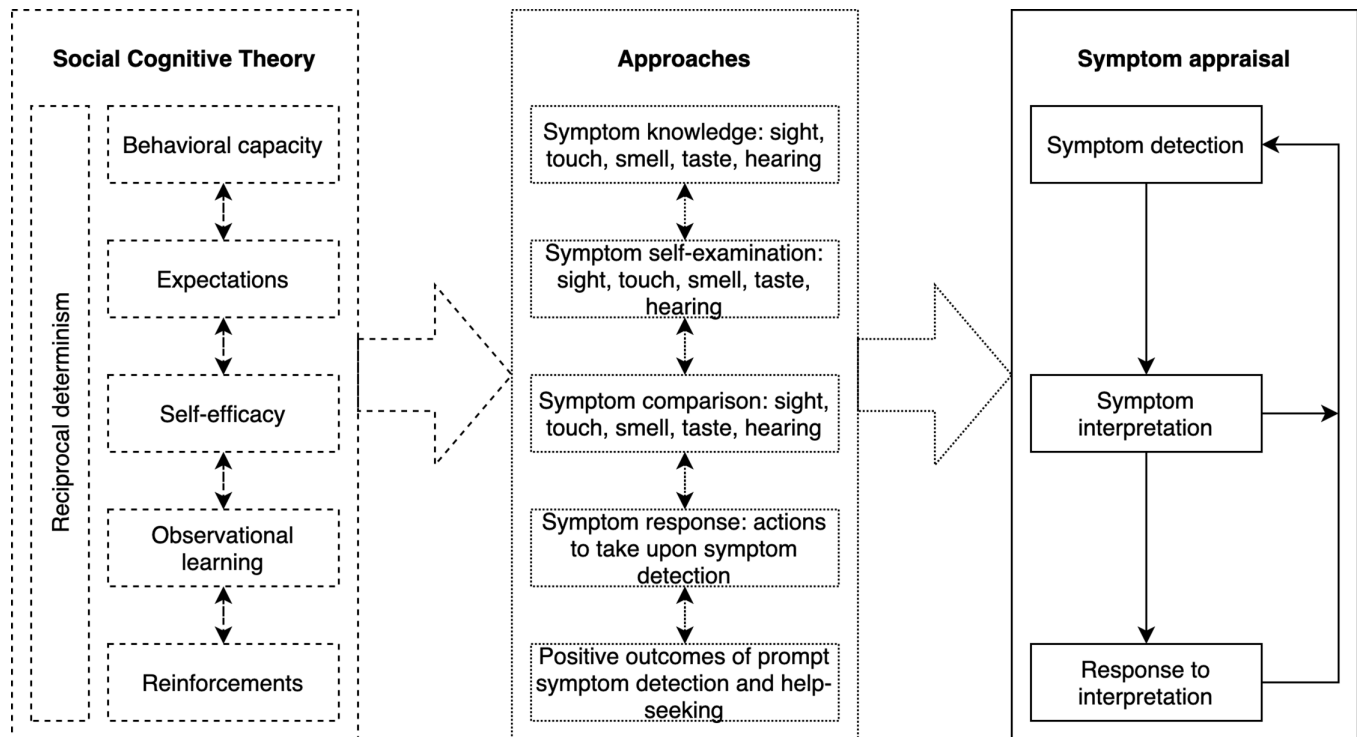 Social Cognitive Theory
Reciprocal determinism
Behavioral capacity
Expectations
Self-efficacy
Observational
learning
Reinforcements
Approaches
Symptom knowledge: sight,
touch, smell, taste, hearing
Symptom self-examination:
sight, touch, smell, taste,
hearing
Symptom comparison: sight,
touch, smell, taste, hearing
Symptom response: actions
to take upon symptom
detection
Positive outcomes of prompt
symptom detection and help-
seeking
Symptom appraisal
Symptom detection
Symptom
interpretation
Response to
interpretation